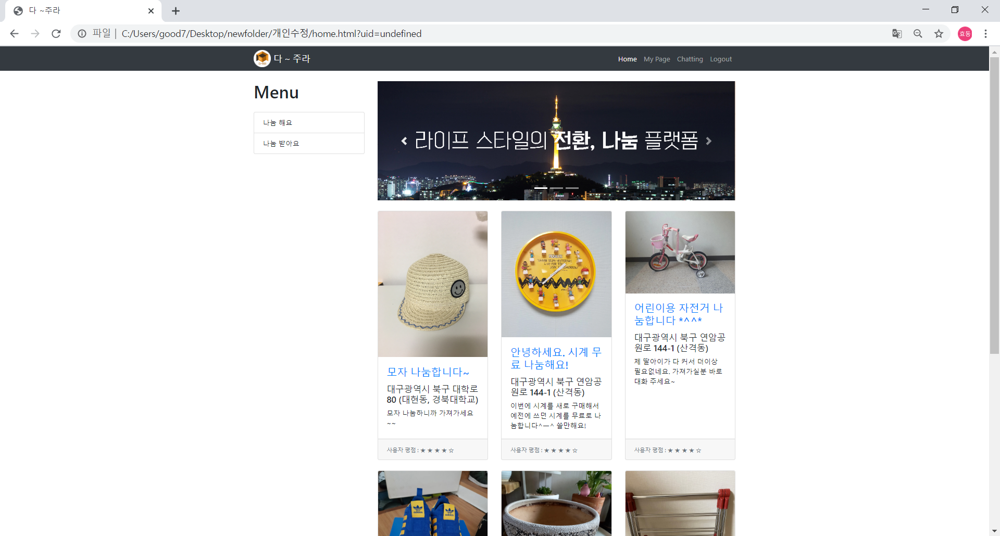 다 ~주라
파일 | C:/Users/good7/Desktop/newfolder/개인수정/home.html?uid=undefined
효동
다 ~ 주라
Home My Page Chatting Logout
Menu
나눔 해요
나눔 받아요
라이프 스타일의 전환, 나눔 플랫폼
모자 나눔합니다~
대구광역시 북구 대학로
80 (대현동, 경북대학교)
모자 나눔하니까 가져가세요
~~
사용자 평점 : ★ ★ ★ ★ ☆
LEARN FROM YESTERDAY
LIVE FOR TODAY
안녕하세요. 시계 무
료 나눔해요!
대구광역시 북구 연암공
원로 144-1 (산격동)
이번에 시계를 새로 구매해서
예전에 쓰던 시계를 무료로 나
눔합니다^ㅡ^ 쓸만해요!
사용자 평점 : ★ ★ ★ ★ ☆
어린이용 자전거 나
눔합니다 *^^*
대구광역시 북구 연암공
원로 144-1 (산격동)
제 딸아이가 다 커서 더이상
필요없네요. 가져가실분 바로
대화 주세요~
사용자 평점 : ★ ★ ★ ★ ☆
adidas
adidas